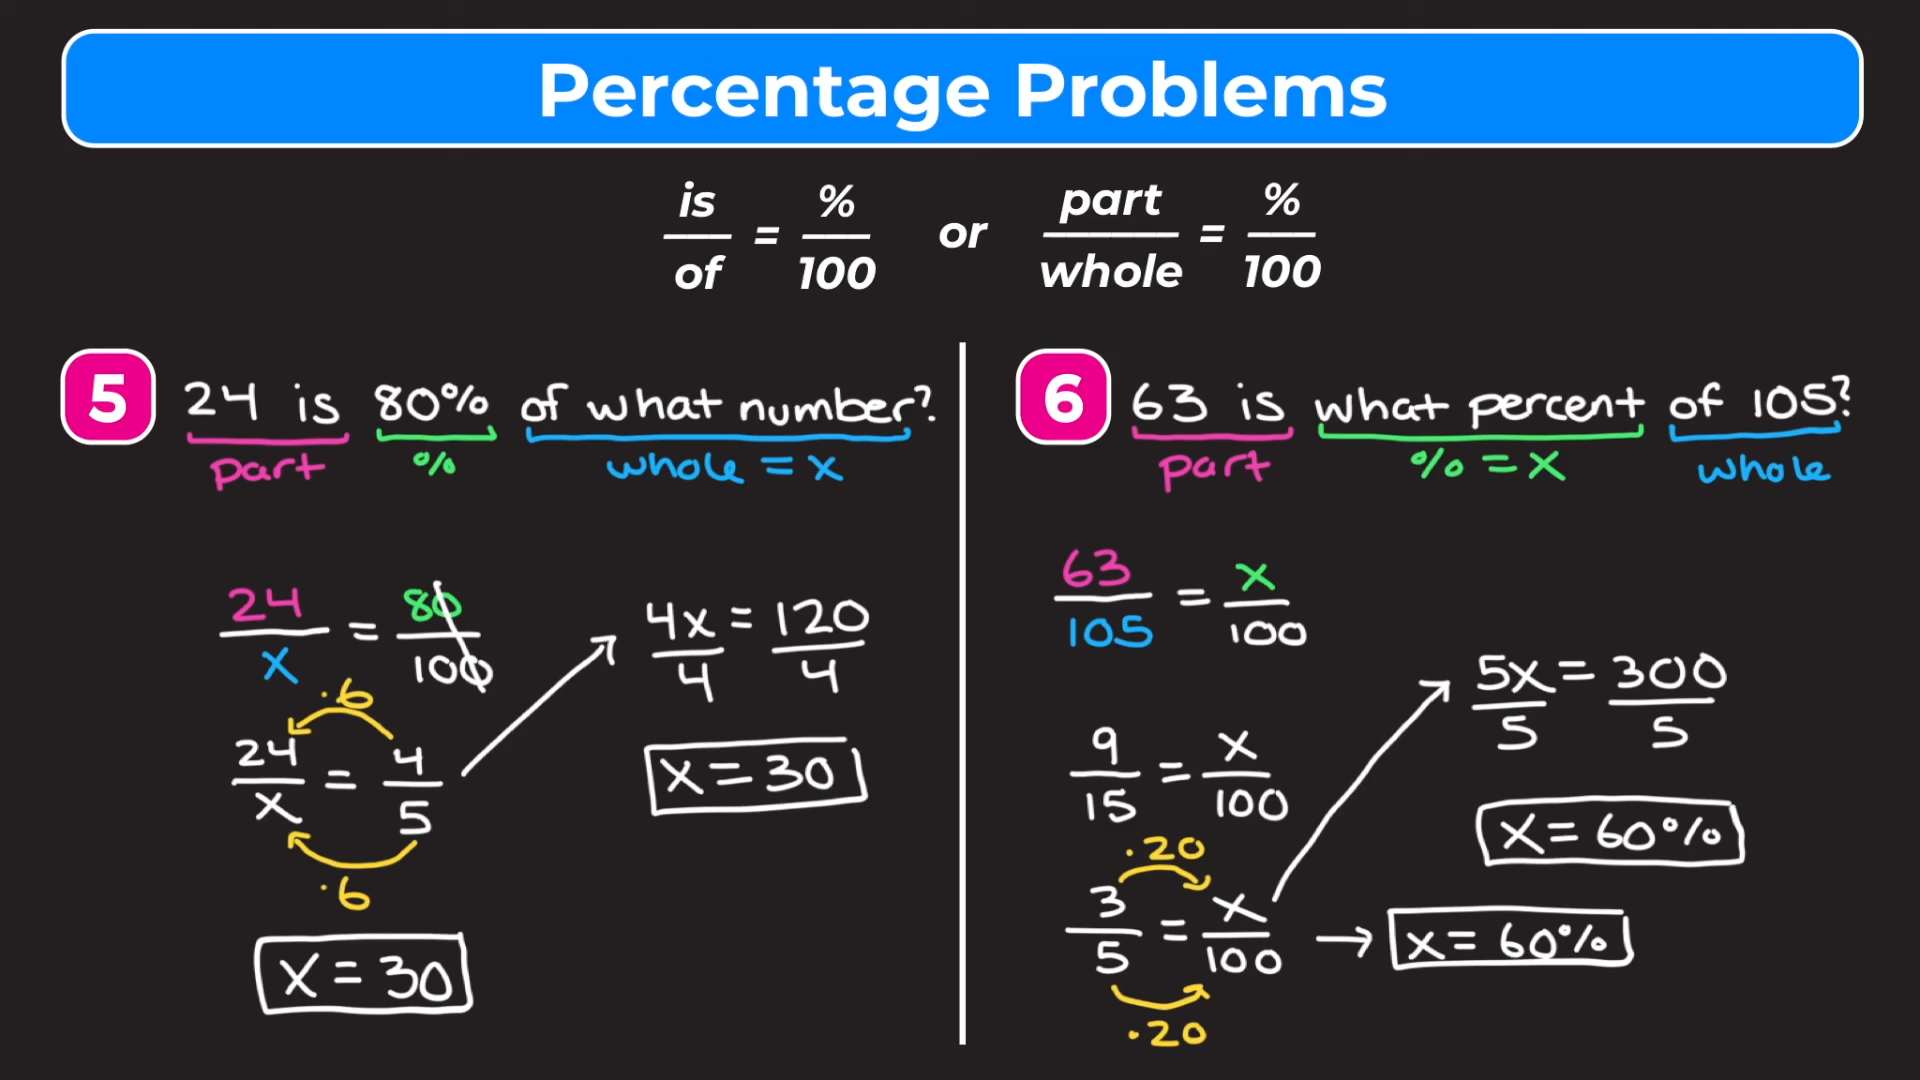 Percentage Problems
is/of = %/100 or part/whole = %/100
5 24 is 80% of what number?
part % whole = x
24/x = 80/100
·6
24/x = 4/5
·6
x = 30
4x/4 = 120/4
x = 30
6 63 is what percent of 105?
part % = x whole
63/105 = x/100
9/15 = x/100
·20
3/5 = x/100 → x = 60%
·20
5x/5 = 300/5
x = 60%